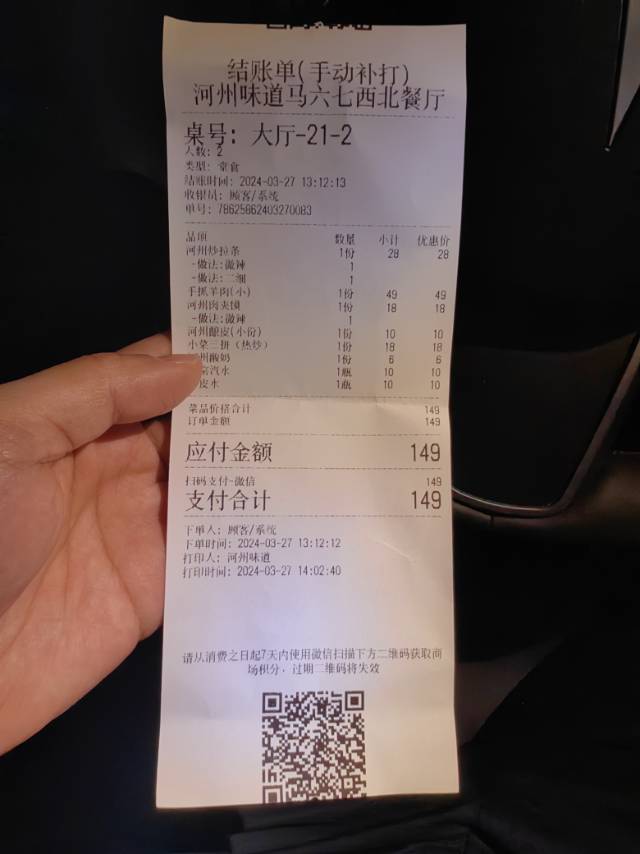 结账单(手动补打)
河州味道马六七西北餐厅
桌号: 大厅-21-2
人数: 2
类型: 堂食
结账时间: 2024-03-27 13:12:13
收银员: 顾客/系统
单号: 78625662403270083
品项 数量 小计 优惠价
河州炒拉条 1份 28 28
-做法:微辣 1
-做法:二细 1
手抓羊肉(小) 1份 49 49
河州肉夹馍 1份 18 18
-做法:微辣 1
河州酿皮(小份) 1份 10 10
小菜三拼(热炒) 1份 18 18
州酸奶 1份 6 6
汽水 1瓶 10 10
皮水 1瓶 10 10
菜品价格合计 149
订单金额 149
应付金额 149
扫码支付-微信 149
支付合计 149
下单人: 顾客/系统
下单时间: 2024-03-27 13:12:12
打印人: 河州味道
打印时间: 2024-03-27 14:02:40
请从消费之日起7天内使用微信扫描下方二维码获取商
场积分，过期二维码将失效